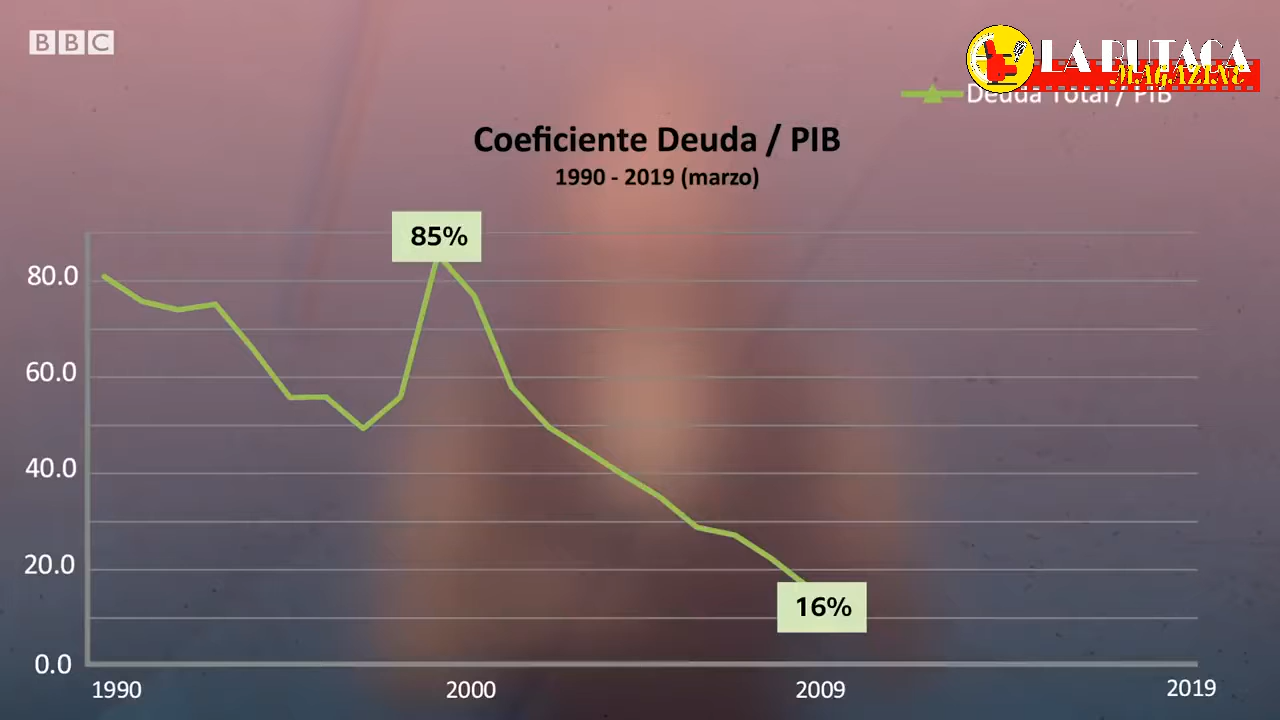 BBC
LA BUTACA
MAGAZINE
Deuda Total / PIB
Coeficiente Deuda / PIB
1990 - 2019 (marzo)
85%
80.0
60.0
40.0
20.0
16%
0.0
1990
2000
2009
2019